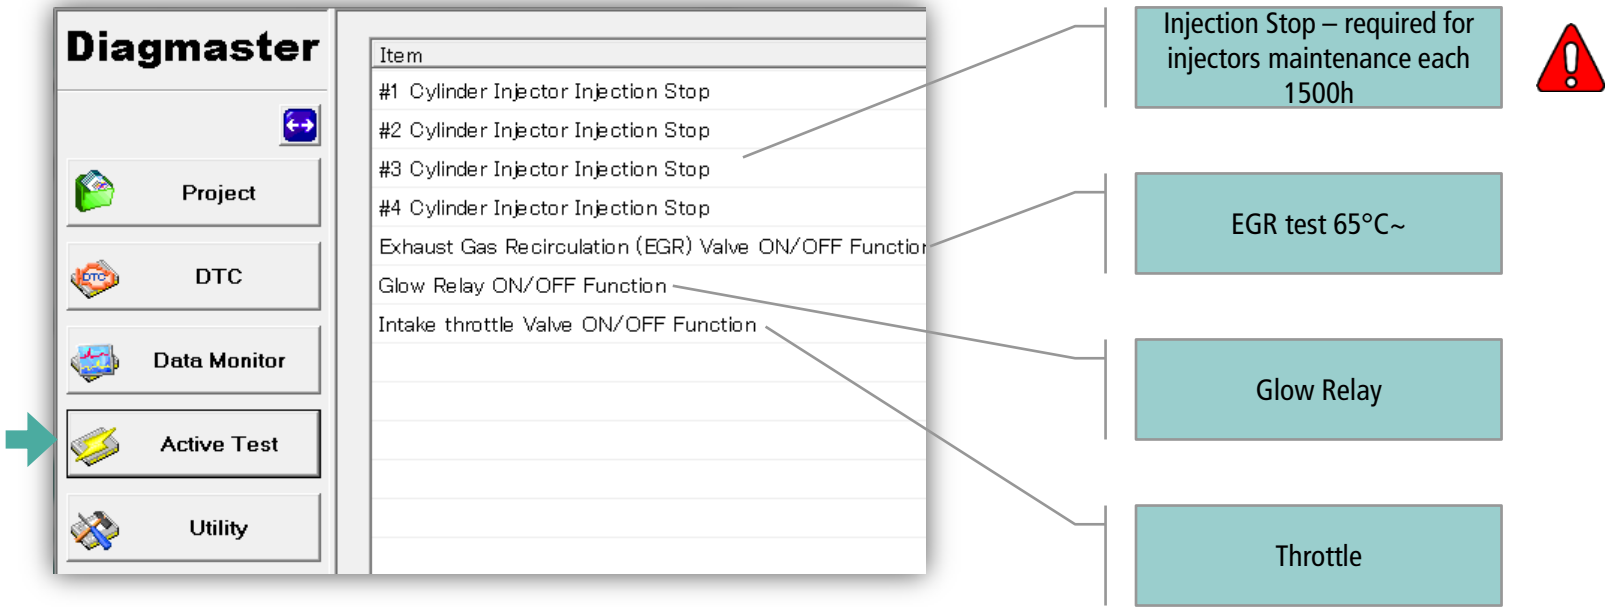 Diagmaster
Project
DTC
DTC
Data Monitor
Active Test
Utility
Item
#1 Cylinder Injector Injection Stop
#2 Cylinder Injector Injection Stop
#3 Cylinder Injector Injection Stop
#4 Cylinder Injector Injection Stop
Exhaust Gas Recirculation (EGR) Valve ON/OFF Function
Glow Relay ON/OFF Function
Intake throttle Valve ON/OFF Function
Injection Stop – required for
injectors maintenance each
1500h
!
EGR test 65°C~
Glow Relay
Throttle